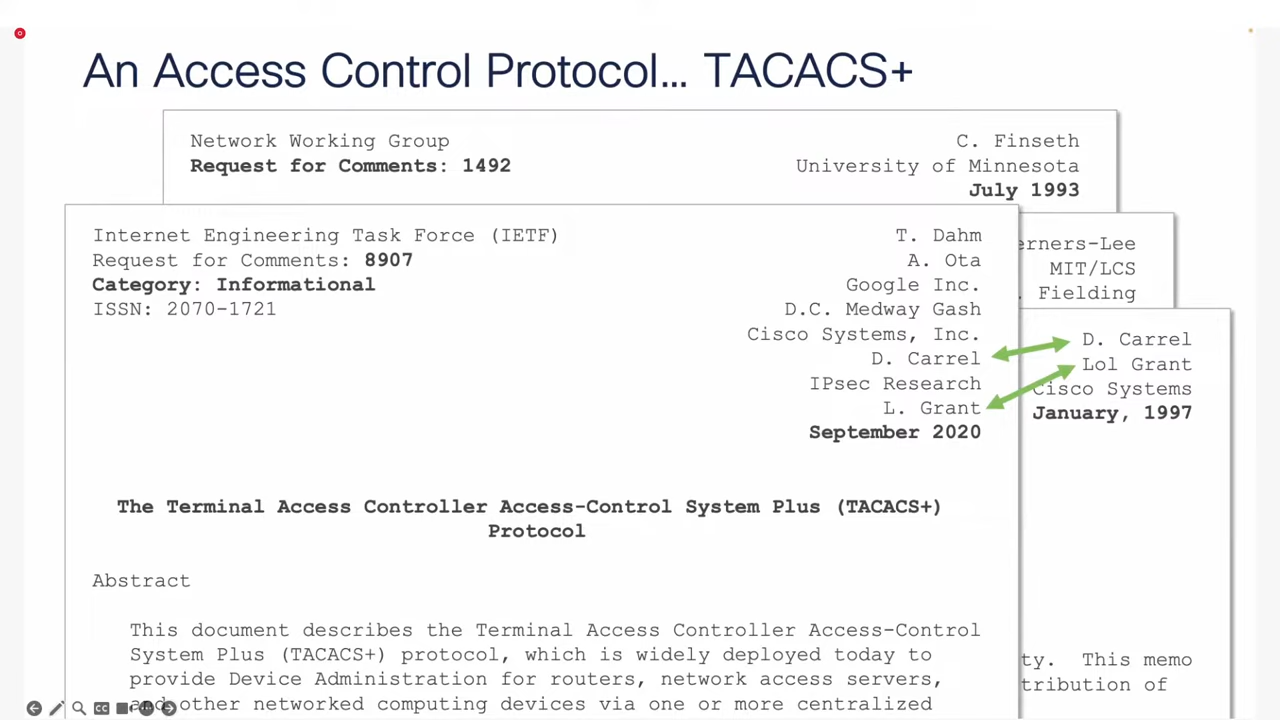 An Access Control Protocol... TACACS+
Network Working Group
Request for Comments: 1492
C. Finseth
University of Minnesota
July 1993
Internet Engineering Task Force (IETF)
Request for Comments: 8907
Category: Informational
ISSN: 2070-1721
T. Dahm
A. Ota
Google Inc.
D.C. Medway Gash
Cisco Systems, Inc.
D. Carrel
IPsec Research
L. Grant
September 2020
The Terminal Access Controller Access-Control System Plus (TACACS+)
Protocol
Abstract
This document describes the Terminal Access Controller Access-Control
System Plus (TACACS+) protocol, which is widely deployed today to
provide Device Administration for routers, network access servers,
and other networked computing devices via one or more centralized
erners-Lee
MIT/LCS
. Fielding
D. Carrel
Lol Grant
Cisco Systems
January, 1997
ty. This memo
tribution of
CC